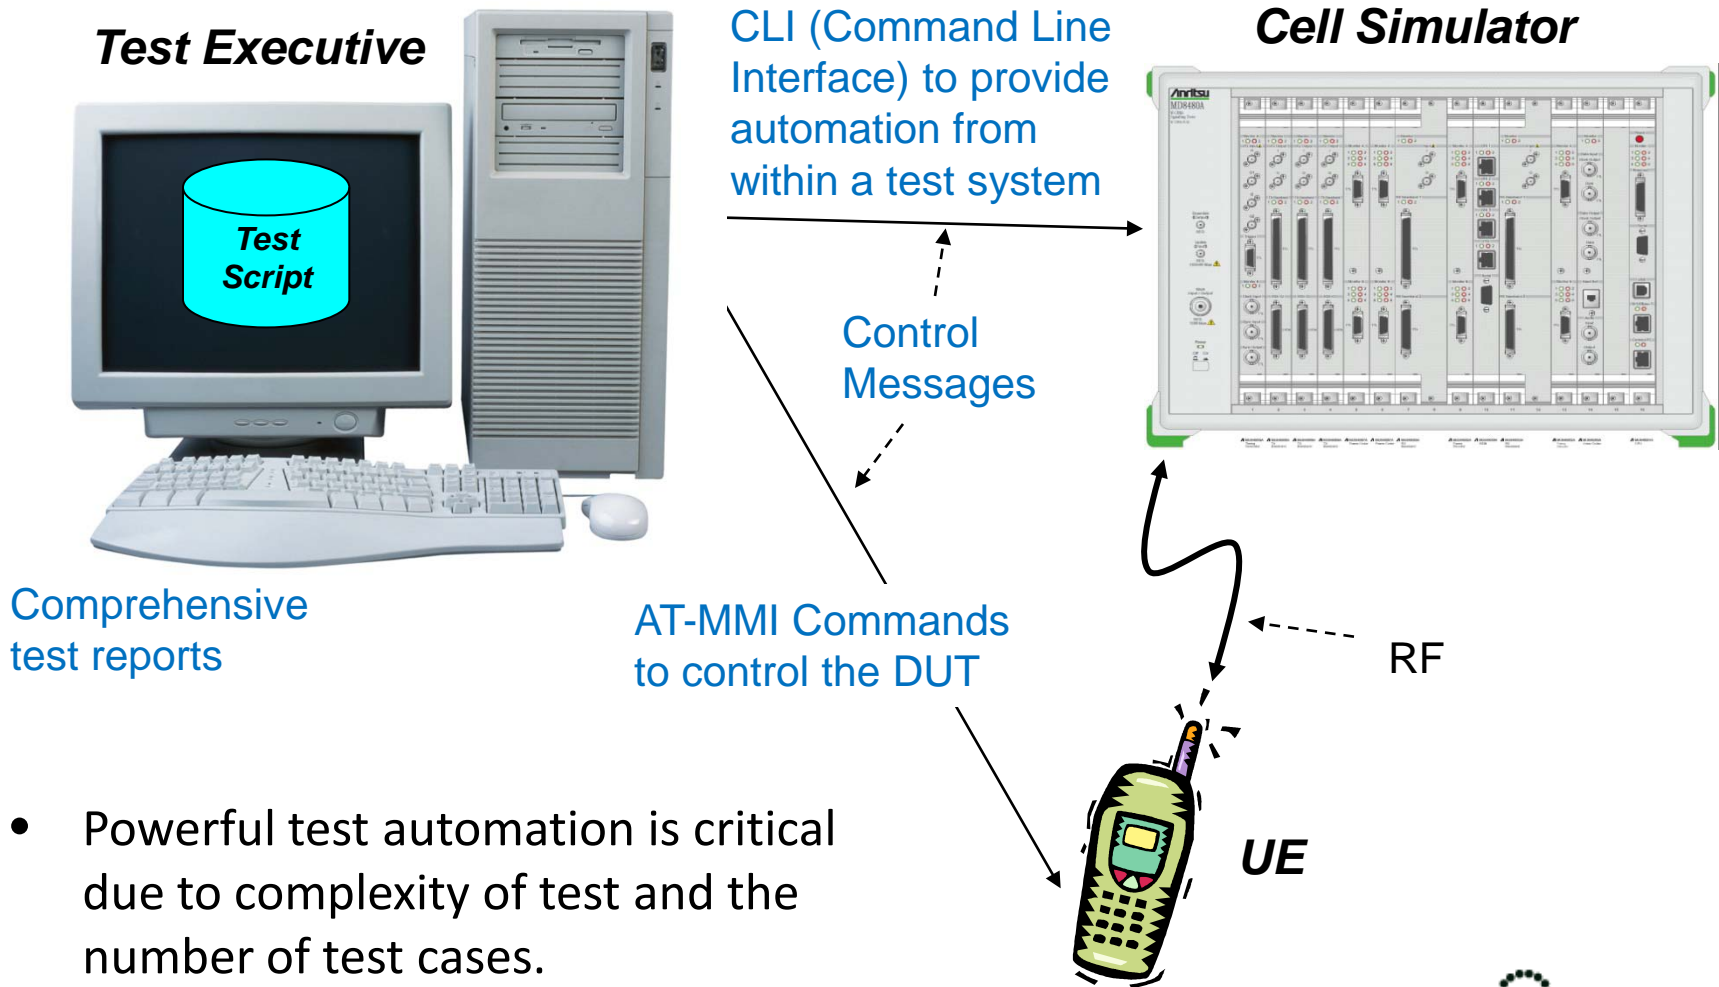 Test Executive
CLI (Command Line
Interface) to provide
automation from
within a test system
Cell Simulator
Anritsu
MD8480A
Test
Script
Control
Messages
Comprehensive
test reports
AT-MMI Commands
to control the DUT
RF
UE
• Powerful test automation is critical
due to complexity of test and the
number of test cases.